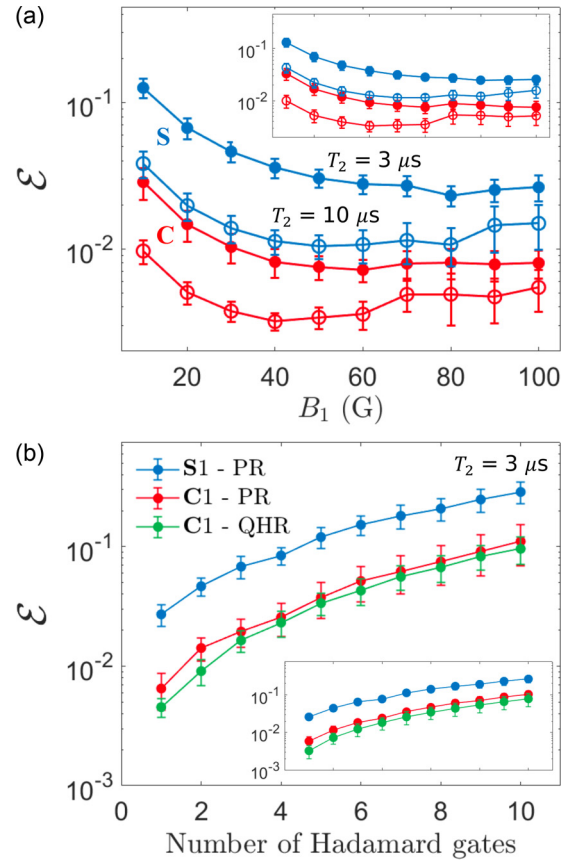 (a)
10⁻¹
10⁻²
ℰ
S
C
T₂ = 3 μs
T₂ = 10 μs
10⁻¹
10⁻²
20 40 60 80 100
B₁ (G)
(b)
S1 - PR
C1 - PR
C1 - QHR
T₂ = 3 μs
10⁻¹
10⁻²
10⁻³
ℰ
10⁻¹
10⁻²
10⁻³
0 2 4 6 8 10
Number of Hadamard gates